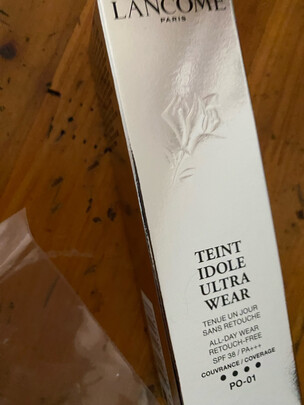 LANCÔME
PARIS
TEINT
IDOLE
ULTRA
WEAR
TENUE UN JOUR
SANS RETOUCHE
ALL-DAY WEAR
RETOUCH-FREE
SPF 38 / PA+++
COUVRANCE / COVERAGE
PO-01